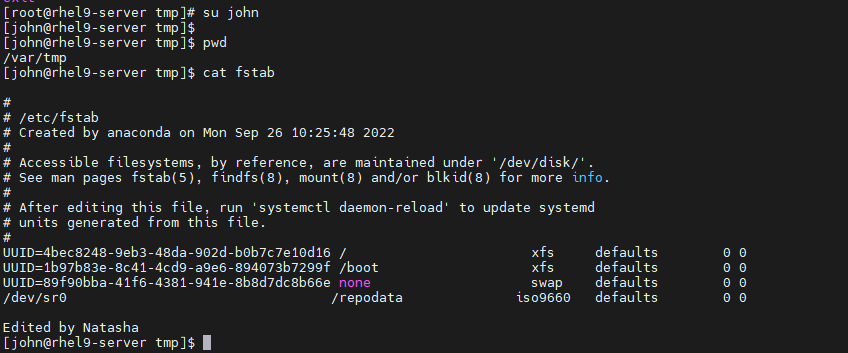 exit
[root@rhel9-server tmp]# su john
[john@rhel9-server tmp]$
[john@rhel9-server tmp]$ pwd
/var/tmp
[john@rhel9-server tmp]$ cat fstab
#
# /etc/fstab
# Created by anaconda on Mon Sep 26 10:25:48 2022
#
# Accessible filesystems, by reference, are maintained under '/dev/disk/'.
# See man pages fstab(5), findfs(8), mount(8) and/or blkid(8) for more info.
#
# After editing this file, run 'systemctl daemon-reload' to update systemd
# units generated from this file.
#
UUID=4bec8248-9eb3-48da-902d-b0b7c7e10d16 / xfs defaults 0 0
UUID=1b97b83e-8c41-4cd9-a9e6-894073b7299f /boot xfs defaults 0 0
UUID=89f90bba-41f6-4381-941e-8b8d7dc8b66e none swap defaults 0 0
/dev/sr0 /repodata iso9660 defaults 0 0
Edited by Natasha
[john@rhel9-server tmp]$